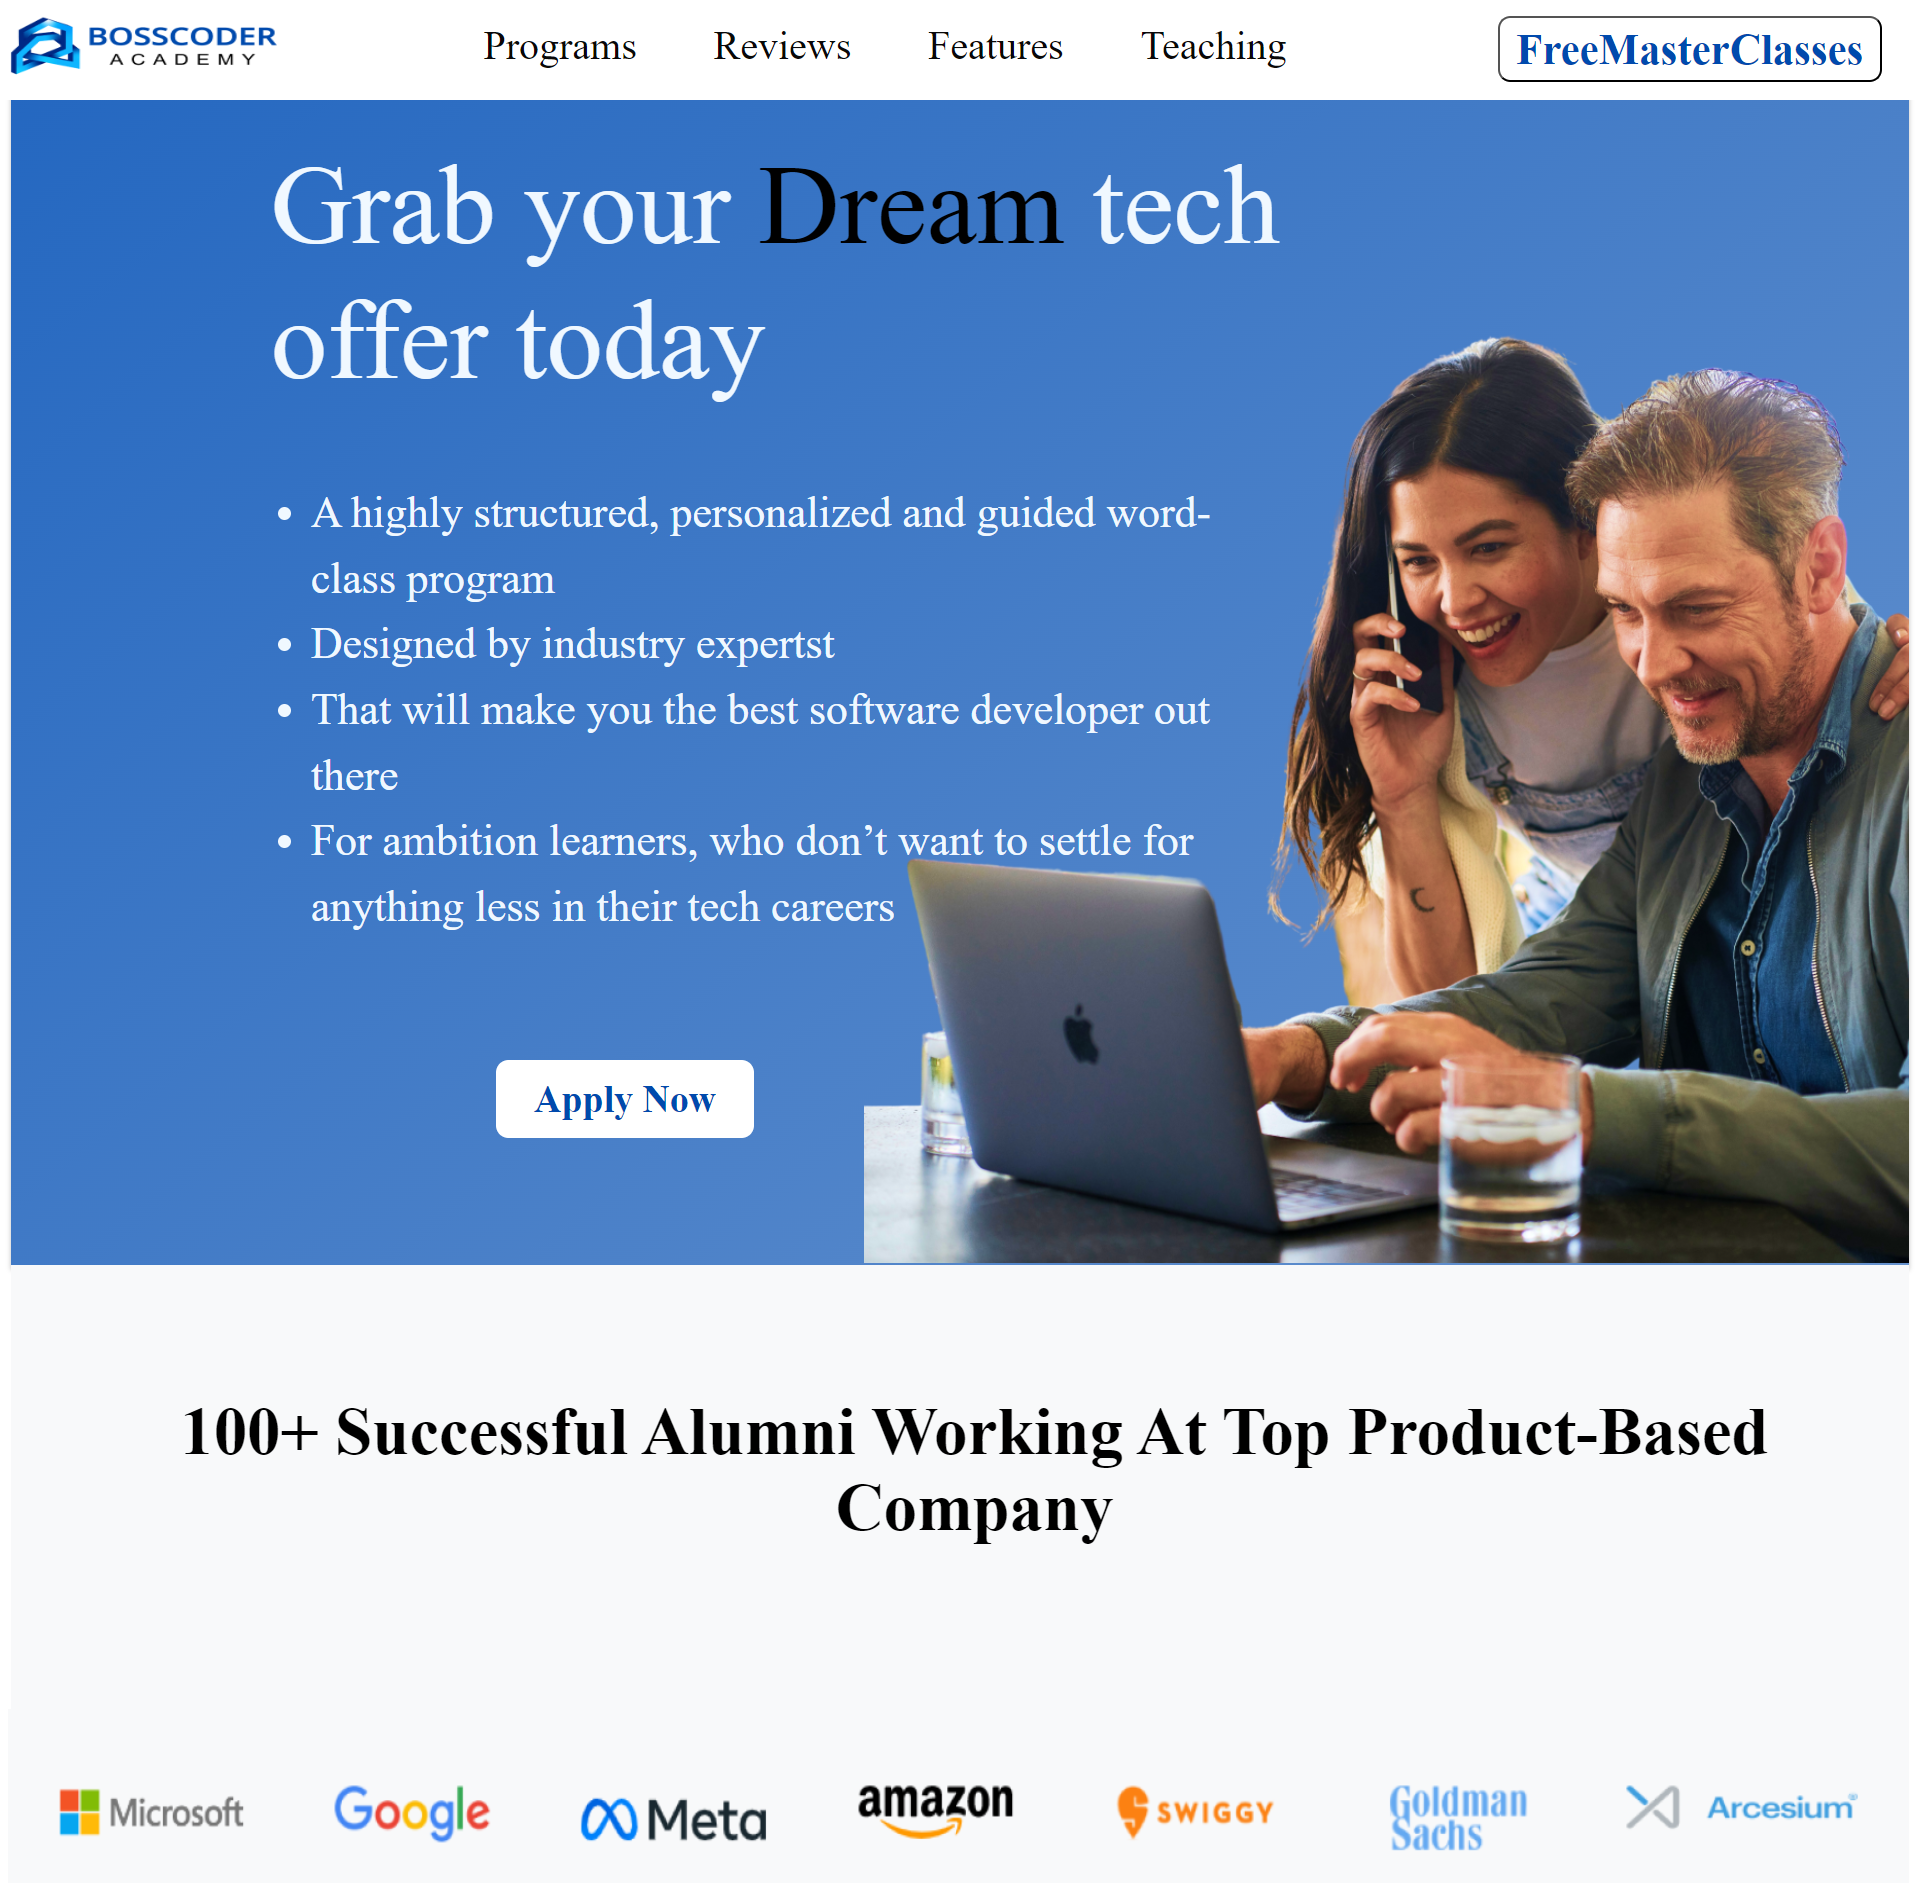 BOSSCODER
ACADEMY
Programs Reviews Features Teaching FreeMasterClasses
Grab your Dream tech
offer today
• A highly structured, personalized and guided word-
class program
• Designed by industry expertst
• That will make you the best software developer out
there
• For ambition learners, who don’t want to settle for
anything less in their tech careers
Apply Now
100+ Successful Alumni Working At Top Product-Based
Company
Microsoft Google Meta amazon SWIGGY Goldman
Sachs Arcesium®